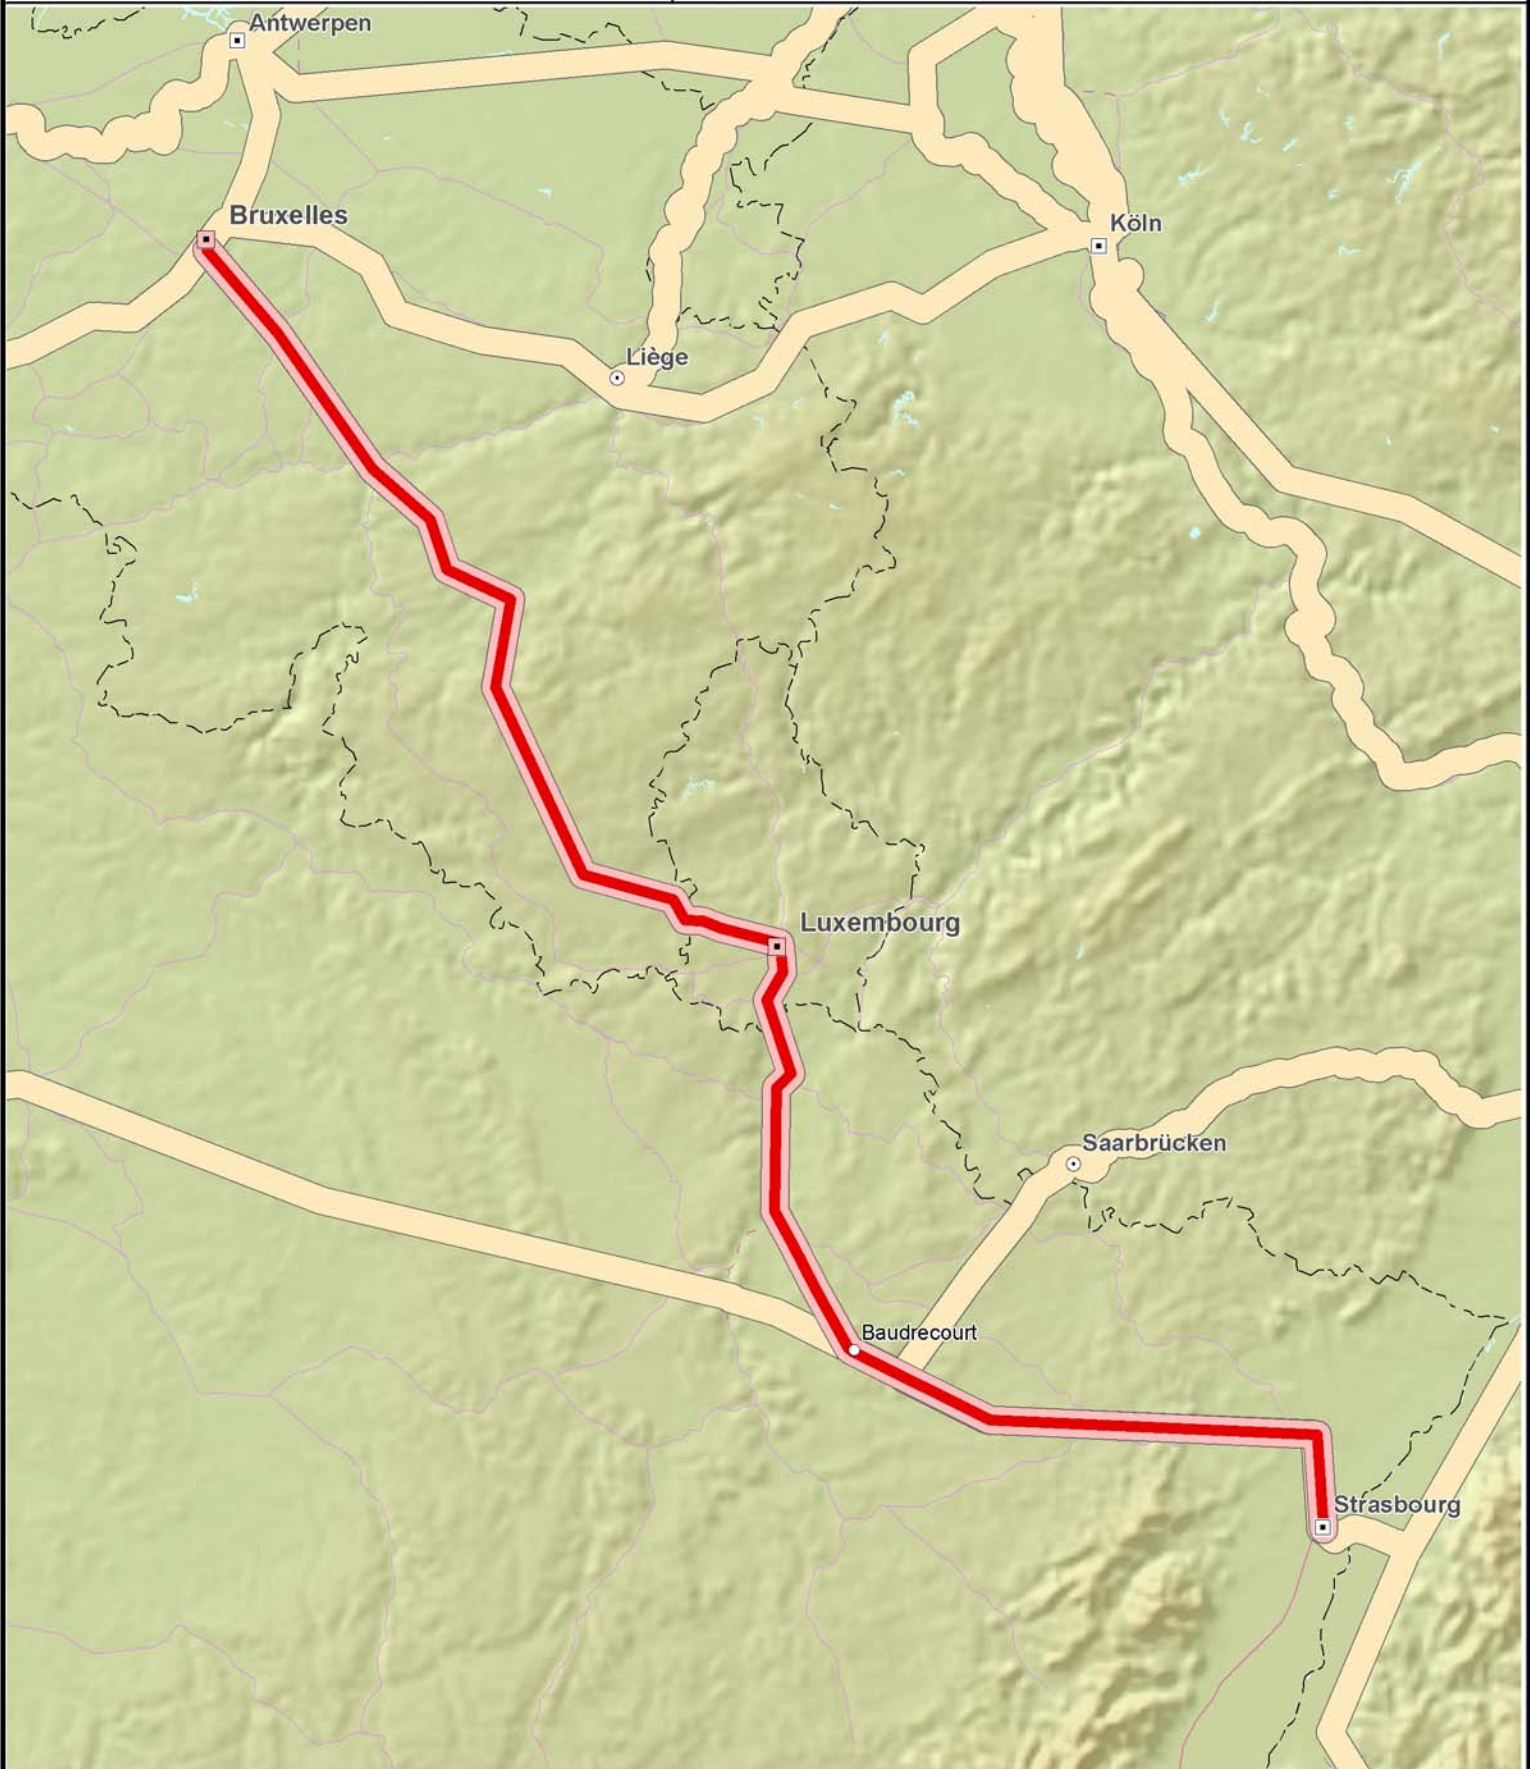 Antwerpen
Bruxelles
Köln
Liège
Luxembourg
Saarbrücken
Baudrecourt
Strasbourg